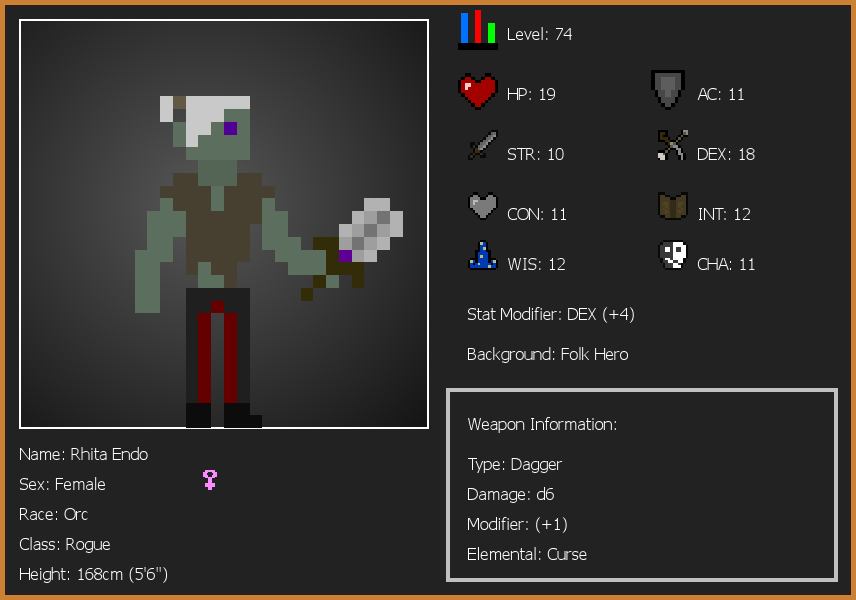 Level: 74
HP: 19
AC: 11
STR: 10
DEX: 18
CON: 11
INT: 12
WIS: 12
CHA: 11
Stat Modifier: DEX (+4)
Background: Folk Hero
Weapon Information:
Type: Dagger
Damage: d6
Modifier: (+1)
Elemental: Curse
Name: Rhita Endo
Sex: Female
Race: Orc
Class: Rogue
Height: 168cm (5'6")